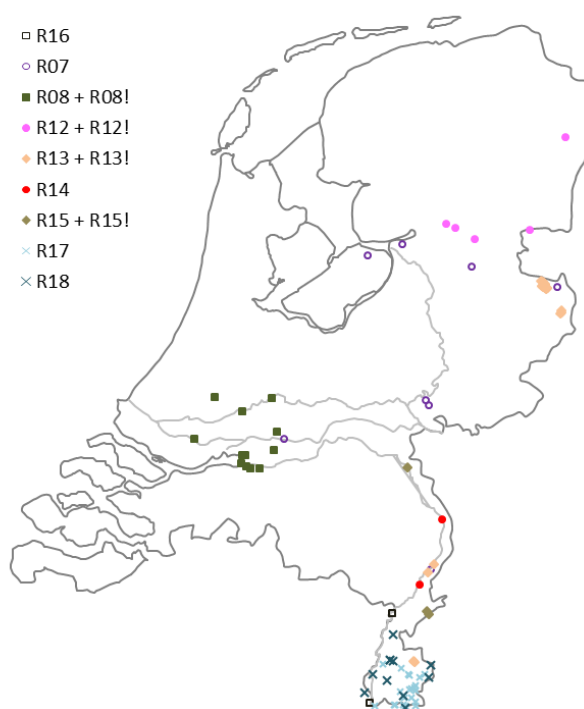 R16
R07
R08 + R08!
R12 + R12!
R13 + R13!
R14
R15 + R15!
R17
R18